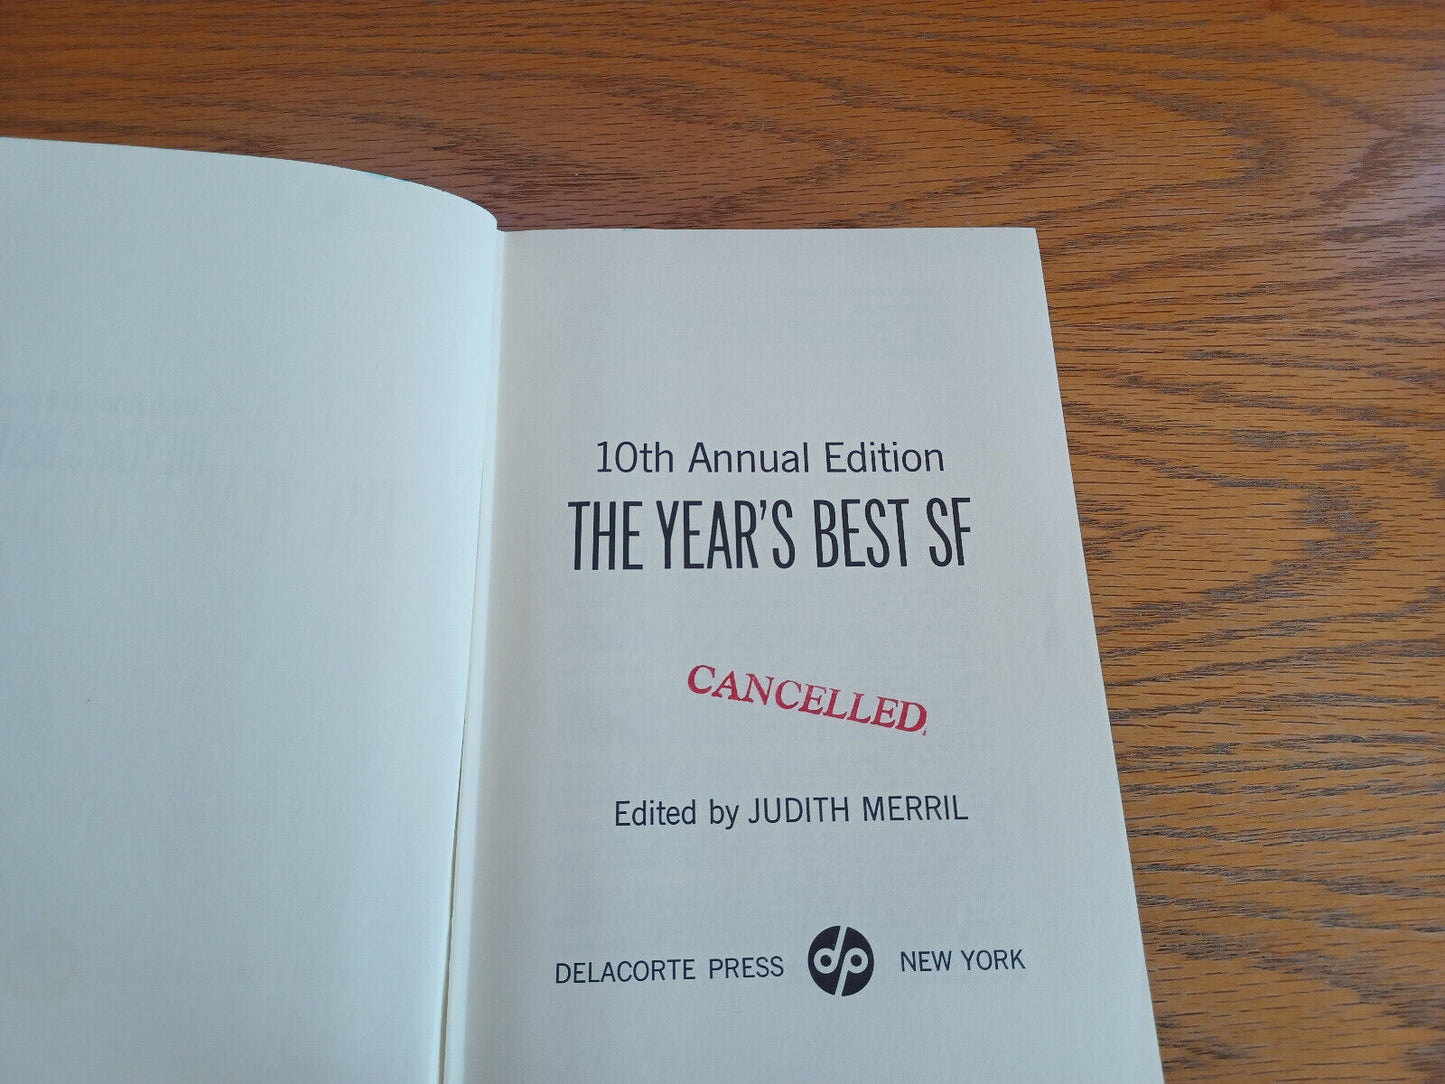 10th Annual Edition
THE YEAR'S BEST SF
CANCELLED
Edited by JUDITH MERRIL
DELACORTE PRESS dp NEW YORK